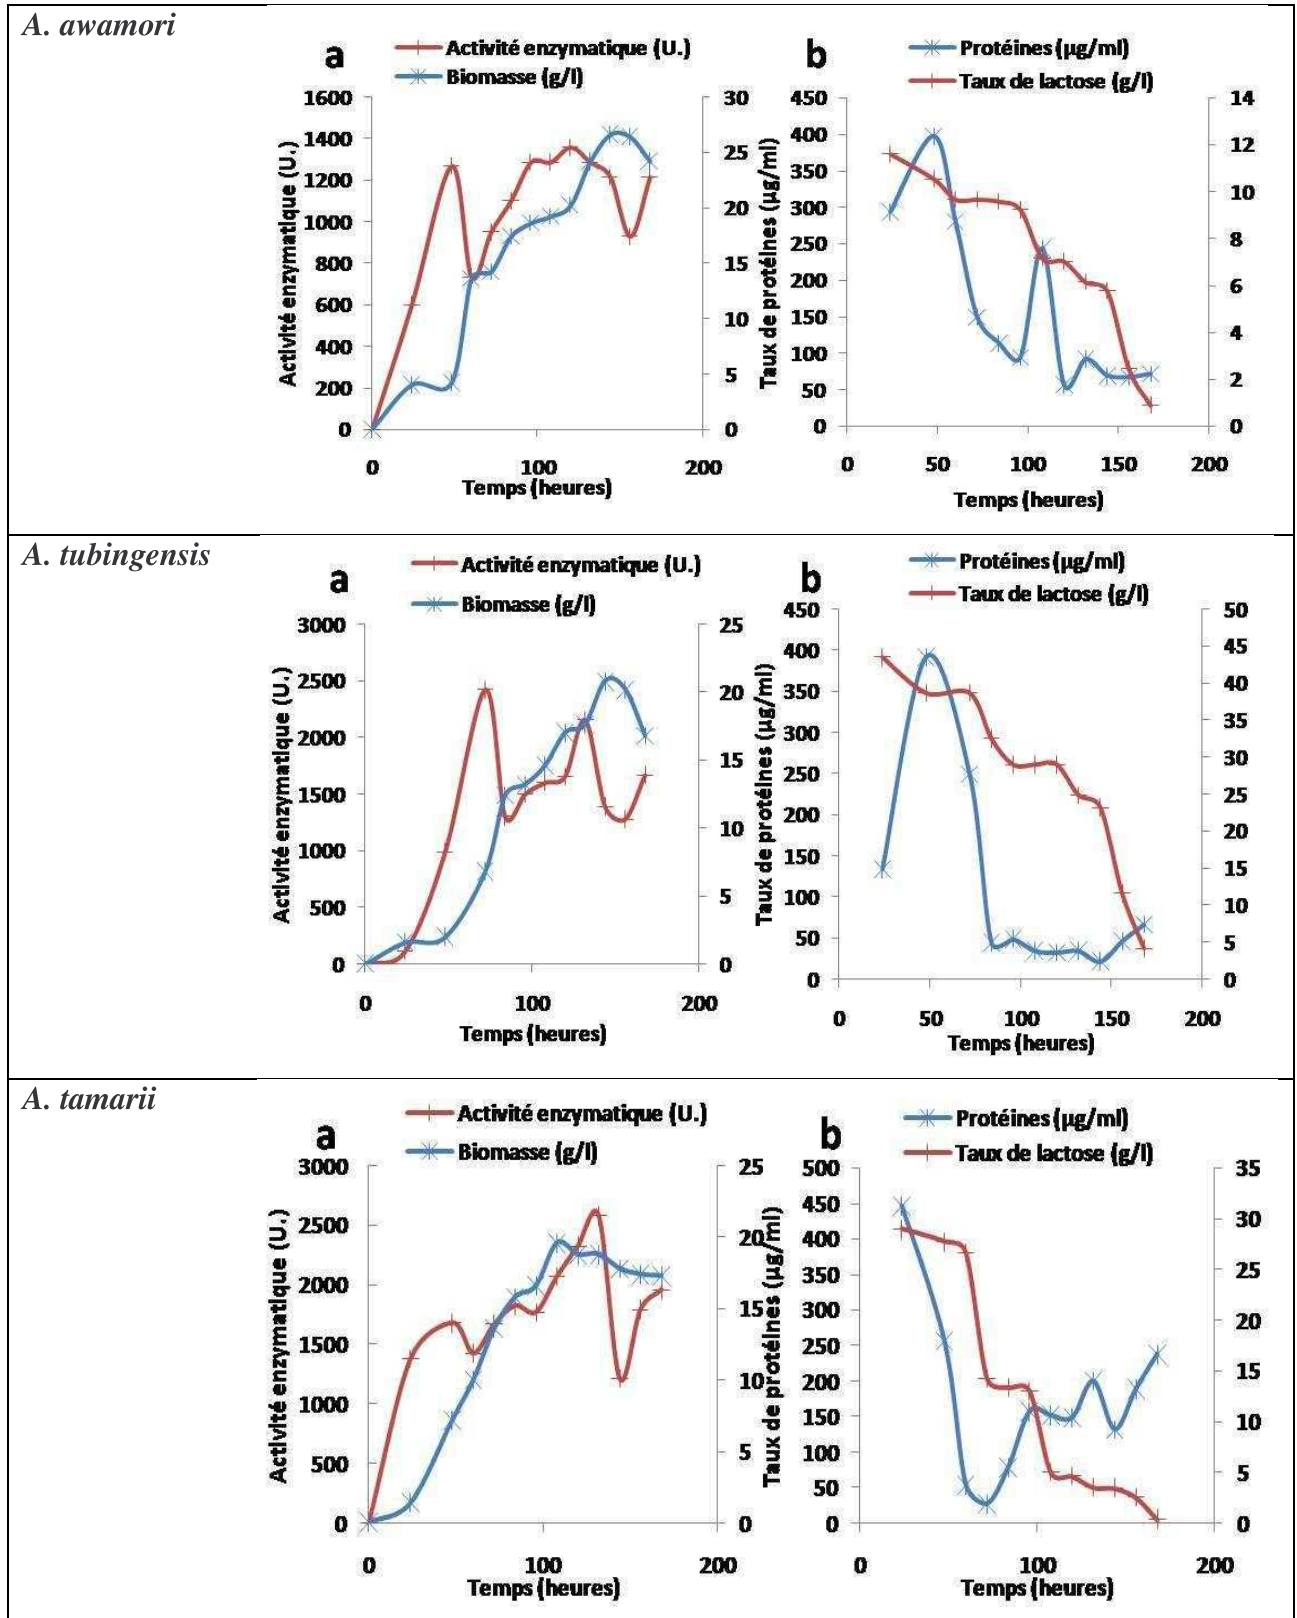 A. awamori
a
Activité enzymatique (U.)
Biomasse (g/l)
1600
1400
1200
1000
800
600
400
200
0
Activité enzymatique (U.)
30
25
20
15
10
5
0
0 100 200
Temps (heures)
b
Protéines (µg/ml)
Taux de lactose (g/l)
Taux de protéines (µg/ml)
450
400
350
300
250
200
150
100
50
0
14
12
10
8
6
4
2
0
0 50 100 150 200
Temps (heures)
A. tubingensis
a
Activité enzymatique (U.)
Biomasse (g/l)
3000
2500
2000
1500
1000
500
0
Activité enzymatique (U.)
25
20
15
10
5
0
0 100 200
Temps (heures)
b
Protéines (µg/ml)
Taux de lactose (g/l)
Taux de protéines (µg/ml)
450
400
350
300
250
200
150
100
50
0
50
45
40
35
30
25
20
15
10
5
0
0 50 100 150 200
Temps (heures)
A. tamarii
a
Activité enzymatique (U.)
Biomasse (g/l)
3000
2500
2000
1500
1000
500
0
Activité enzymatique (U.)
25
20
15
10
5
0
0 100 200
Temps (heures)
b
Protéines (µg/ml)
Taux de lactose (g/l)
Taux de protéines (µg/ml)
500
450
400
350
300
250
200
150
100
50
0
35
30
25
20
15
10
5
0
0 100 200
Temps (heures)